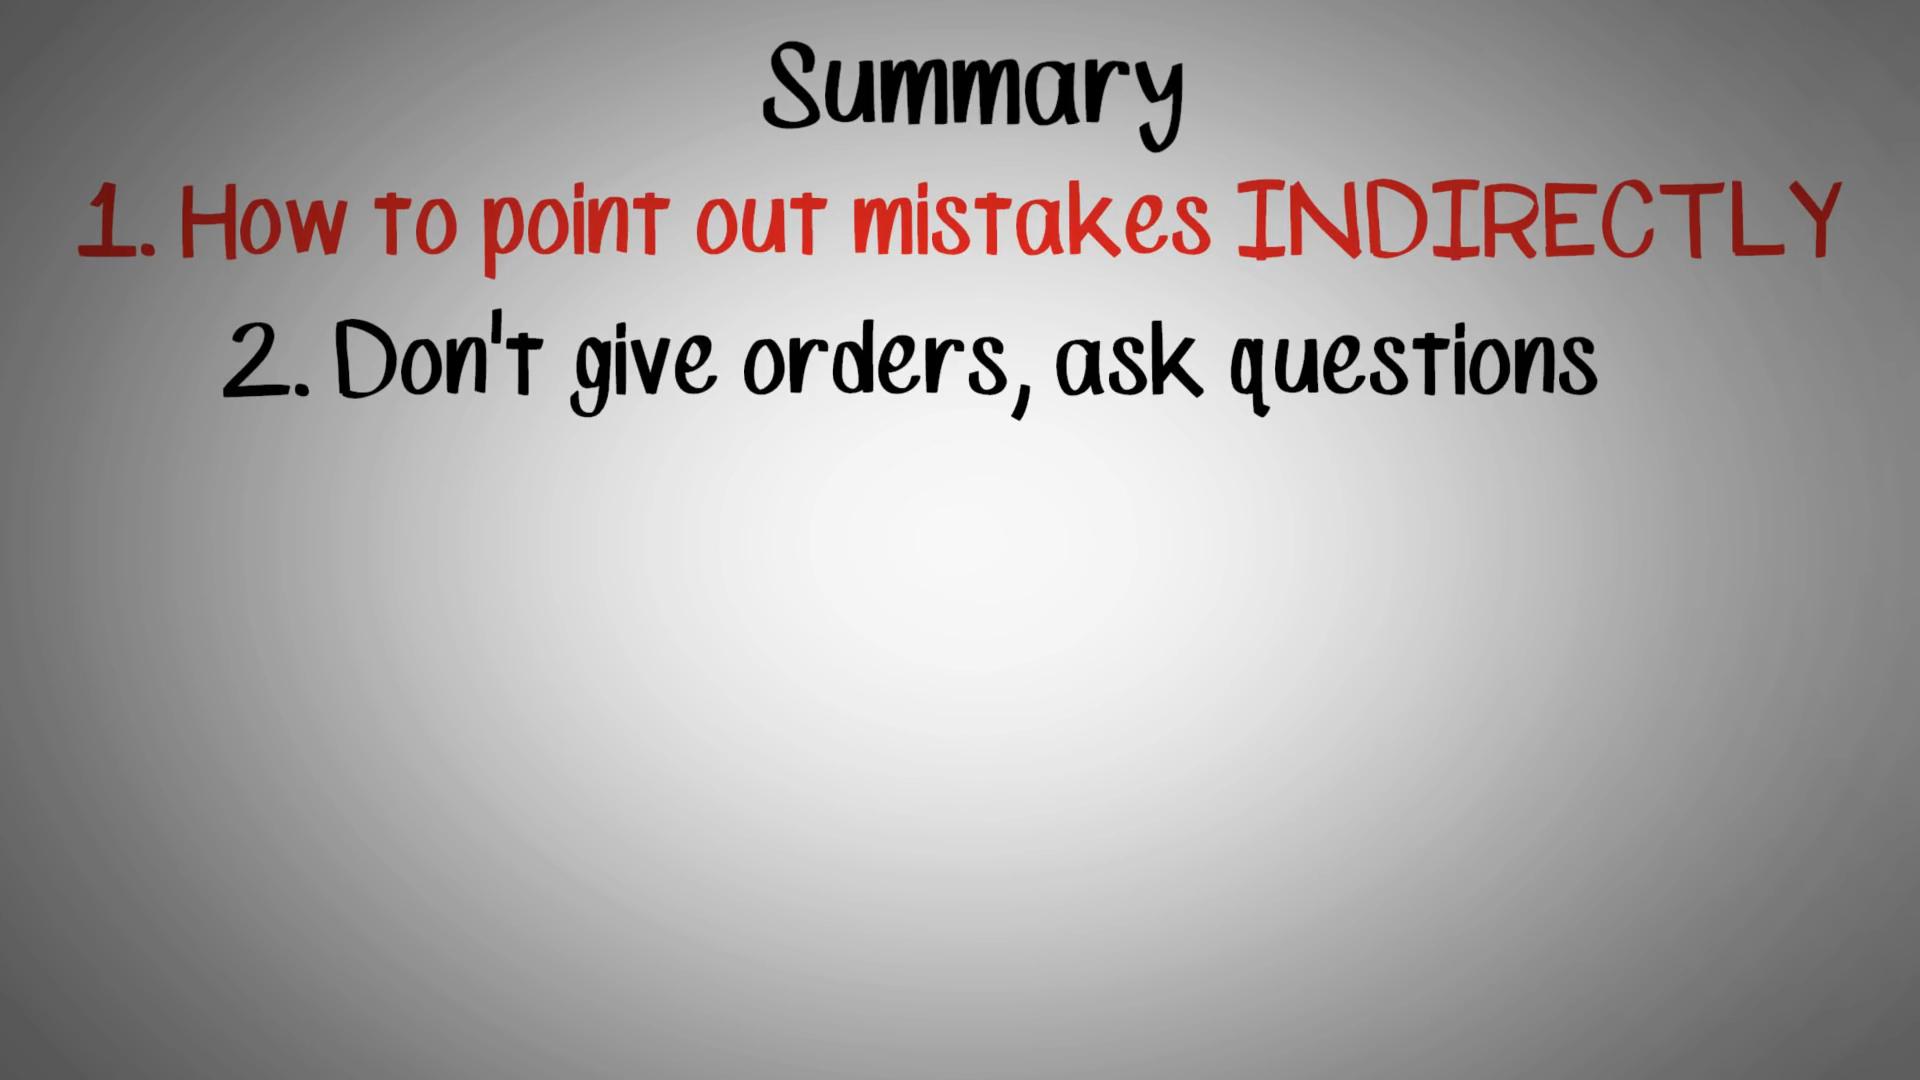 Summary
1. How to point out mistakes INDIRECTLY
2. Don't give orders, ask questions